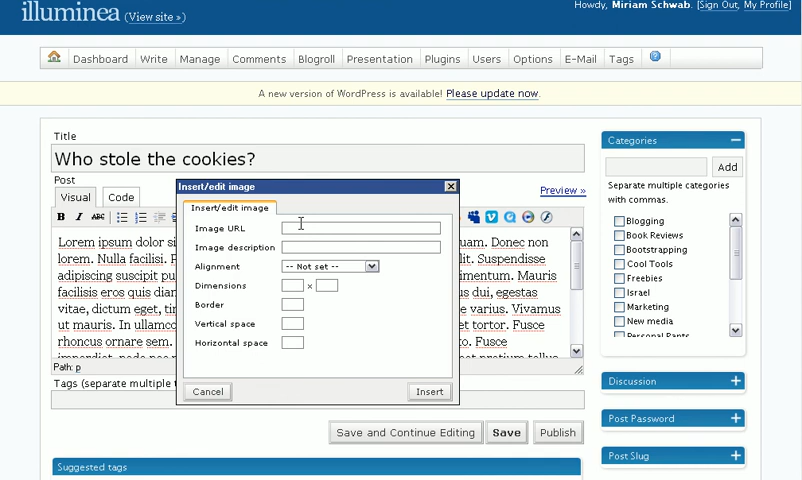 illuminea (View site »)
Howdy, Miriam Schwab. [Sign Out, My Profile]
Dashboard Write Manage Comments Blogroll Presentation Plugins Users Options E-Mail Tags
A new version of WordPress is available! Please update now.
Title
Who stole the cookies?
Post
Visual Code
Preview »
B I ABC
Lorem ipsum dolor si
uam. Donec non
lorem. Nulla facilisi. P
t. Suspendisse
adipiscing suscipit pu
imentum. Mauris
facilisis eros quis diam
us dui, egestas
vitae, dictum eget, tin
varius. Vivamus
ut mauris. In ullamco
get tortor. Fusce
rhoncus ornare sem.
Fusce
Path: p
Tags (separate multiple t
Insert/edit image
Insert/edit image
Image URL
Image description
Alignment -- Not set --
Dimensions x
Border
Vertical space
Horizontal space
Cancel Insert
Save and Continue Editing Save Publish
Suggested tags
Categories
Add
Separate multiple categories
with commas.
Blogging
Book Reviews
Bootstrapping
Cool Tools
Freebies
Israel
Marketing
New media
Personal Rants
Discussion
Post Password
Post Slug